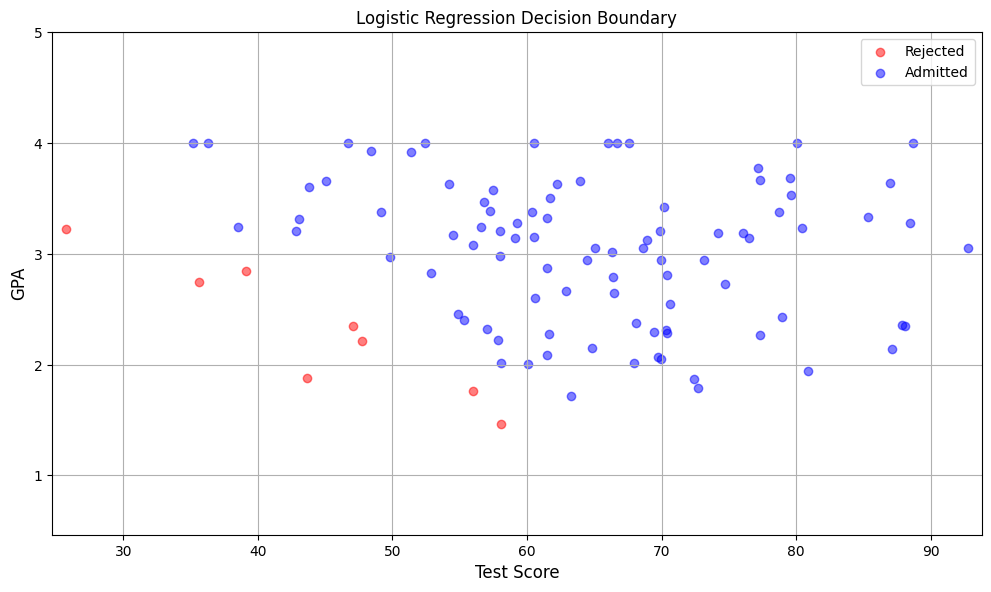 Logistic Regression Decision Boundary
Rejected
Admitted
GPA
5
4
3
2
1
30 40 50 60 70 80 90
Test Score